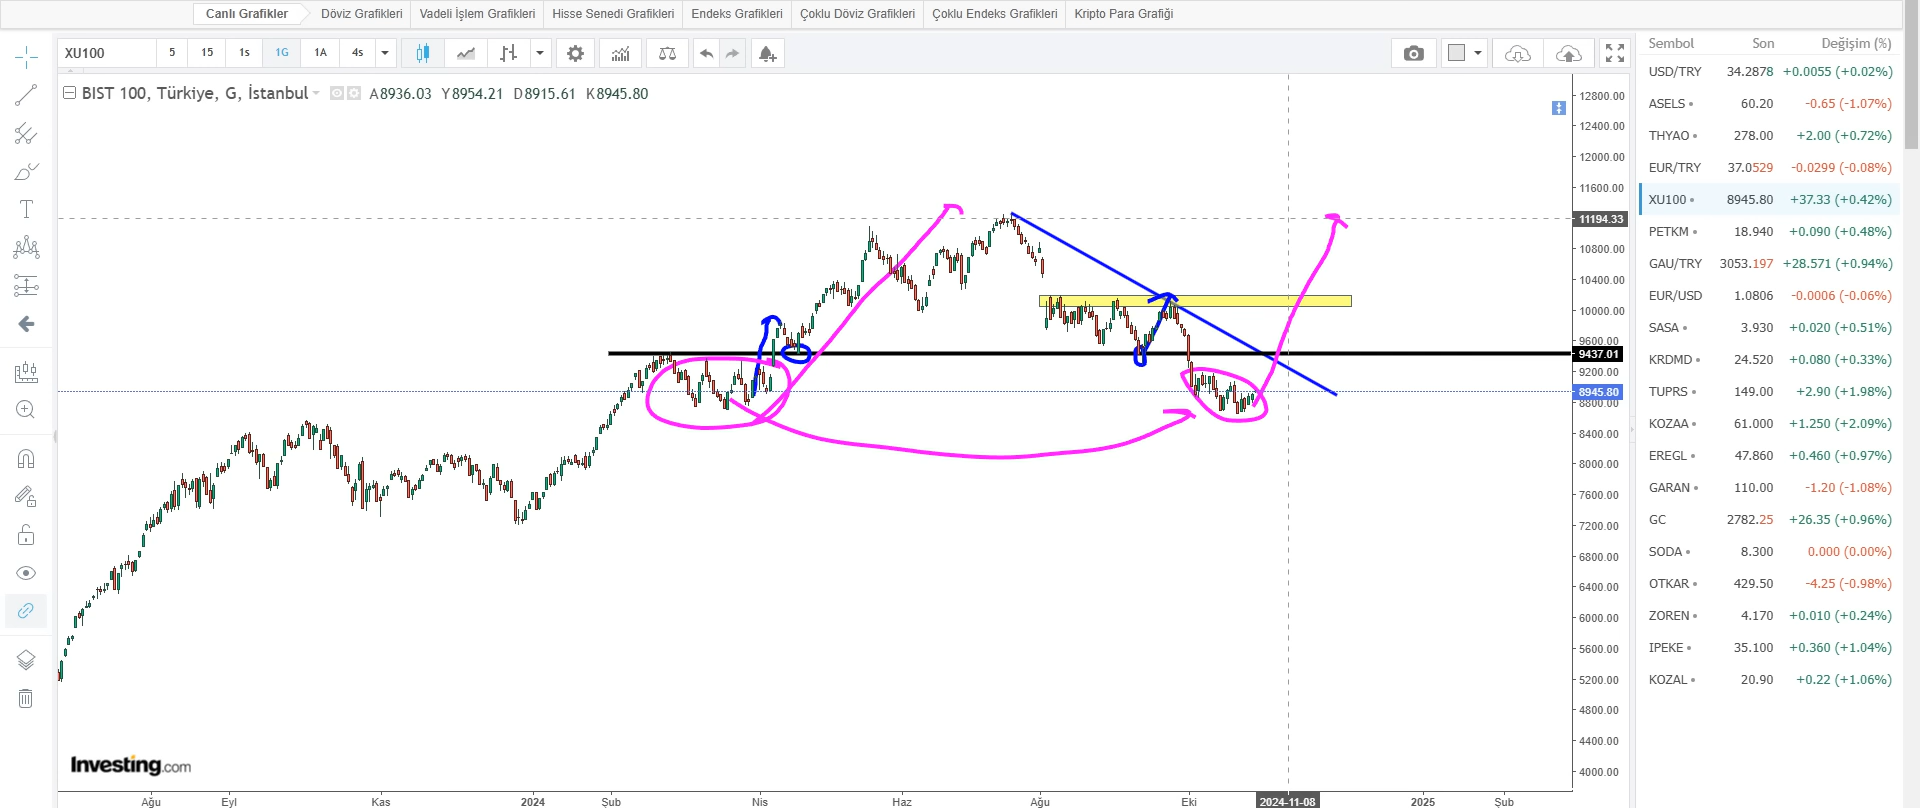 Canlı Grafikler Döviz Grafikleri Vadeli İşlem Grafikleri Hisse Senedi Grafikleri Endeks Grafikleri Çoklu Döviz Grafikleri Çoklu Endeks Grafikleri Kripto Para Grafiği
XU100 5 15 1s 1G 1A 4s
BIST 100, Türkiye, G, İstanbul A8936.03 Y8954.21 D8915.61 K8945.80
12800.00
12400.00
12000.00
11600.00
11194.33
10800.00
10400.00
10000.00
9600.00
9437.01
9200.00
8945.80
8800.00
8400.00
8000.00
7600.00
7200.00
6800.00
6400.00
6000.00
5600.00
5200.00
4800.00
4400.00
4000.00
Investing.com
Ağu Eyl Kas 2024 Şub Nis Haz Ağu Eki 2024-11-08 2025 Şub
Sembol Son Değişim (%)
USD/TRY 34.2878 +0.0055 (+0.02%)
ASELS 60.20 -0.65 (-1.07%)
THYAO 278.00 +2.00 (+0.72%)
EUR/TRY 37.0529 -0.0299 (-0.08%)
XU100 8945.80 +37.33 (+0.42%)
PETKM 18.940 +0.090 (+0.48%)
GAU/TRY 3053.197 +28.571 (+0.94%)
EUR/USD 1.0806 -0.0006 (-0.06%)
SASA 3.930 +0.020 (+0.51%)
KRDMD 24.520 +0.080 (+0.33%)
TUPRS 149.00 +2.90 (+1.98%)
KOZAA 61.000 +1.250 (+2.09%)
EREGL 47.860 +0.460 (+0.97%)
GARAN 110.00 -1.20 (-1.08%)
GC 2782.25 +26.35 (+0.96%)
SODA 8.300 0.000 (0.00%)
OTKAR 429.50 -4.25 (-0.98%)
ZOREN 4.170 +0.010 (+0.24%)
IPEKE 35.100 +0.360 (+1.04%)
KOZAL 20.90 +0.22 (+1.06%)